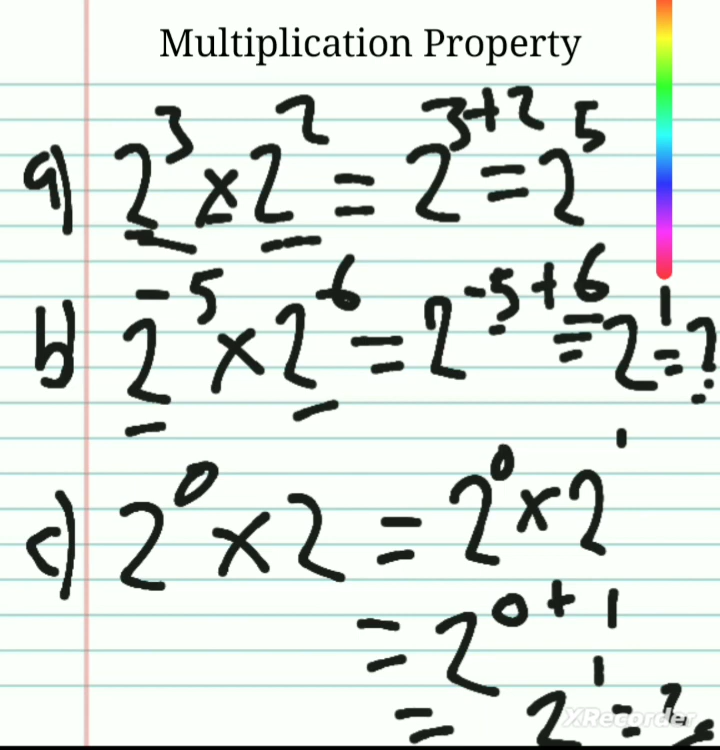 Multiplication Property
a) 2³ × 2² = 2³⁺² = 2⁵
b) 2⁻⁵ × 2⁶ = 2⁻⁵⁺⁶ = 2¹ = 2
c) 2⁰ × 2 = 2⁰ × 2¹
= 2⁰⁺¹
= 2¹ = 2
XRecorder